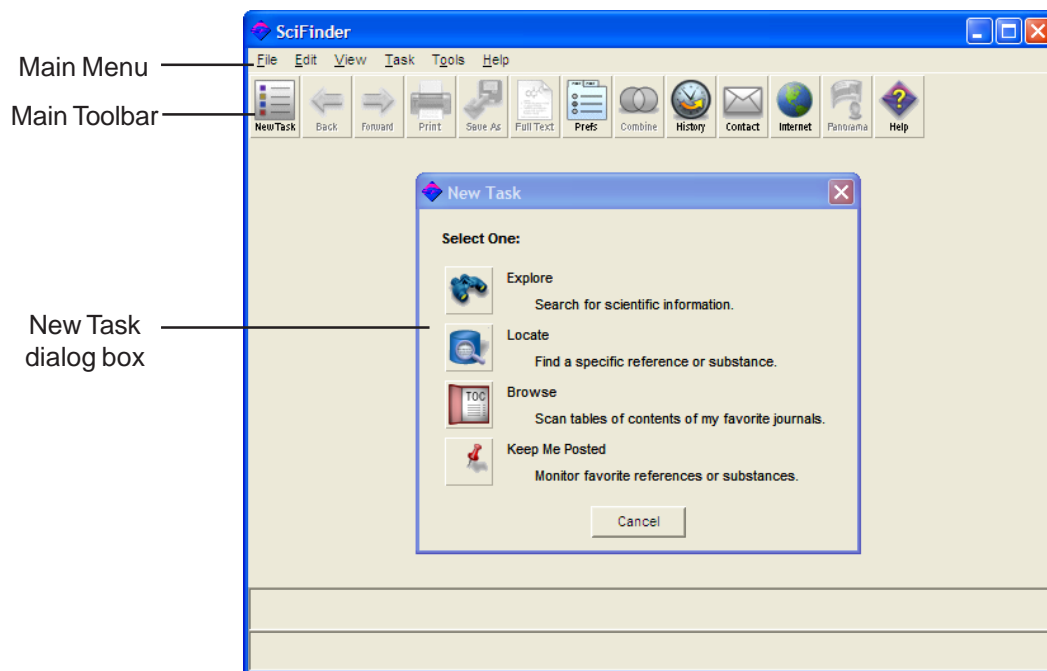 SciFinder
File Edit View Task Tools Help
Main Menu
Main Toolbar
New Task Back Forward Print Save As Full Text Prefs Combine History Contact Internet Panorama Help
New Task
Select One:
Explore
Search for scientific information.
Locate
Find a specific reference or substance.
TOC
Browse
Scan tables of contents of my favorite journals.
Keep Me Posted
Monitor favorite references or substances.
Cancel
New Task
dialog box